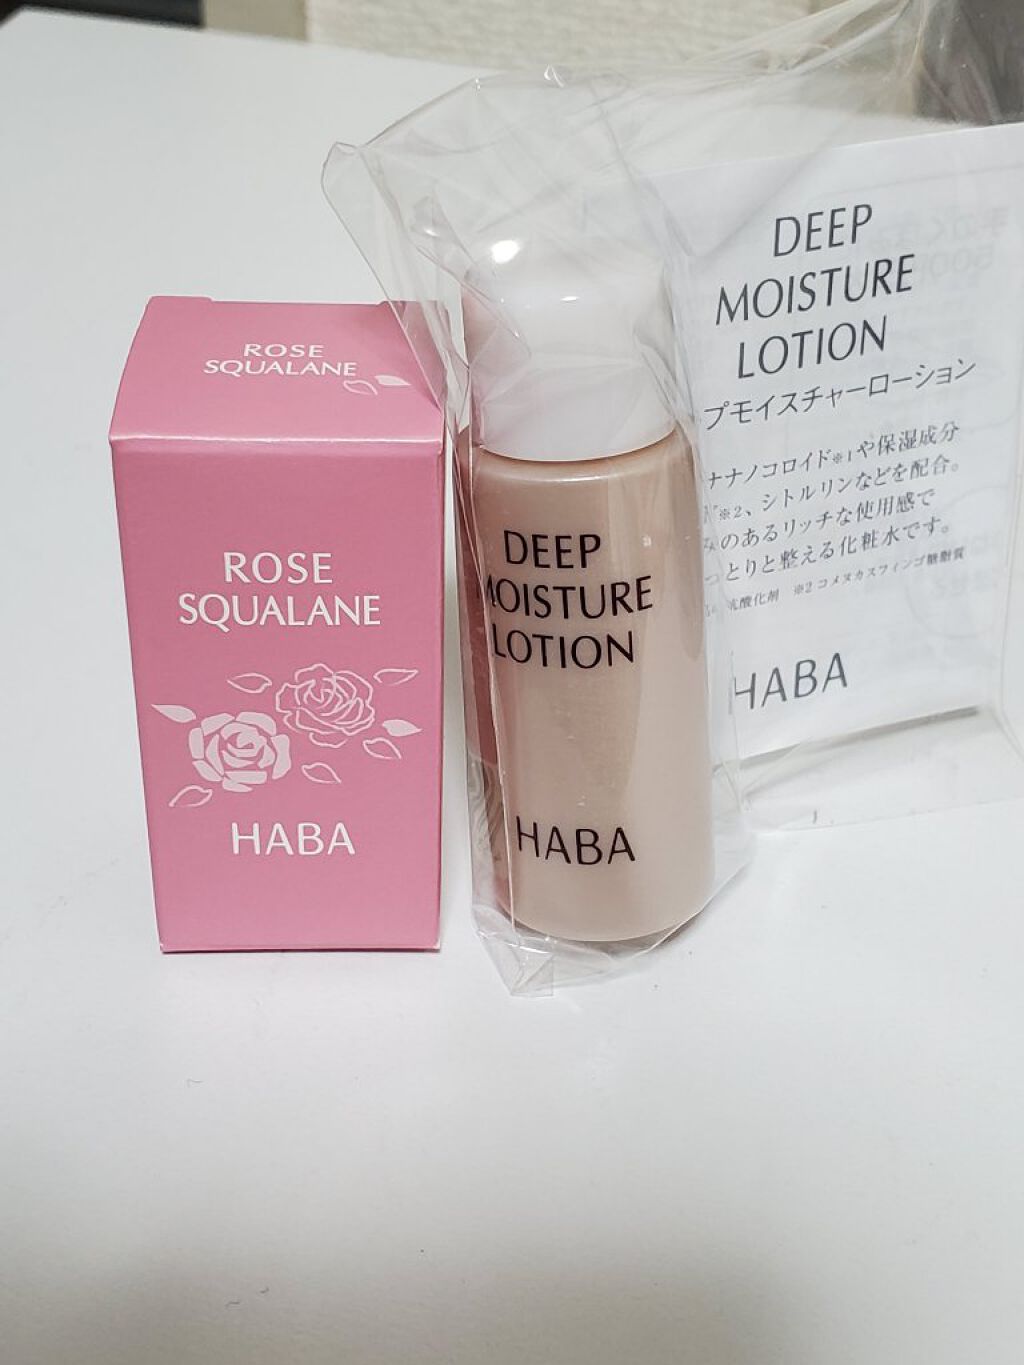 ROSE
SQUALANE
ROSE
SQUALANE
HABA
DEEP
MOISTURE
LOTION
HABA
DEEP
MOISTURE
LOTION
プモイスチャーローション
ナナノコロイド※1や保湿成分
※2、シトルリンなどを配合。
のあるリッチな使用感で
っとりと整える化粧水です。
抗酸化剤 ※2 コメヌカスフィンゴ糖脂質
HABA